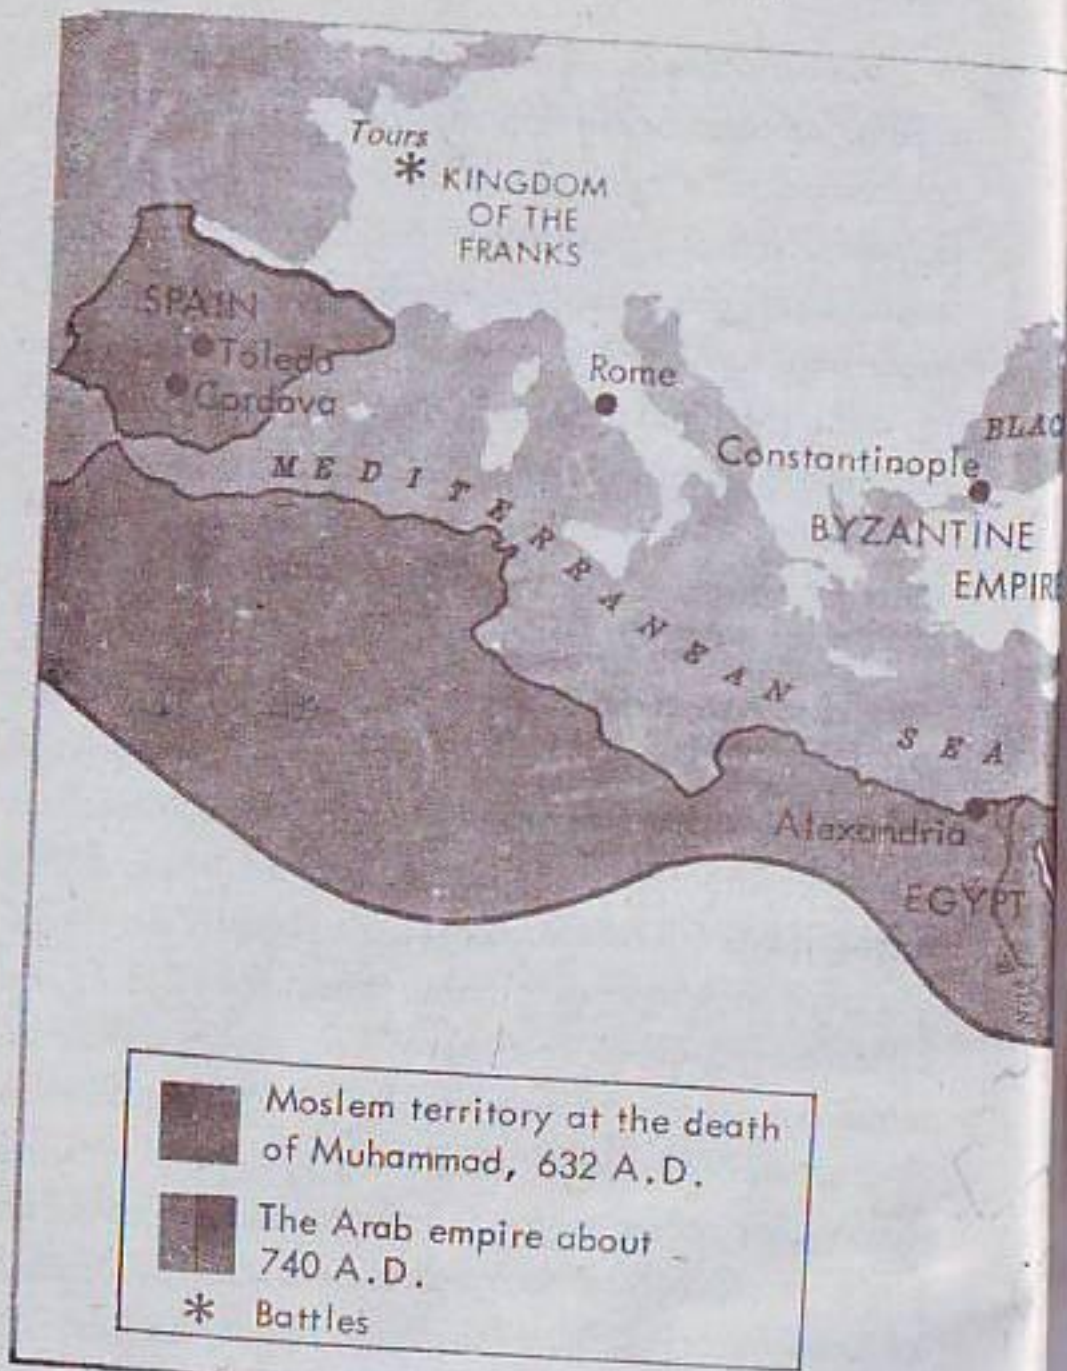 Tours
KINGDOM
OF THE
FRANKS
SPAIN
Toledo
Cordova
Rome
BLAC
Constantinople
BYZANTINE
EMPIRE
MEDITERRANEAN
SEA
Alexandria
EGYPT
Moslem territory at the death
of Muhammad, 632 A.D.
The Arab empire about
740 A.D.
* Battles